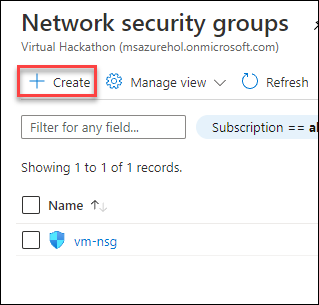 Network security groups
Virtual Hackathon (msazurehol.onmicrosoft.com)
+ Create Manage view Refresh
Filter for any field... Subscription == al
Showing 1 to 1 of 1 records.
Name ↑↓
vm-nsg